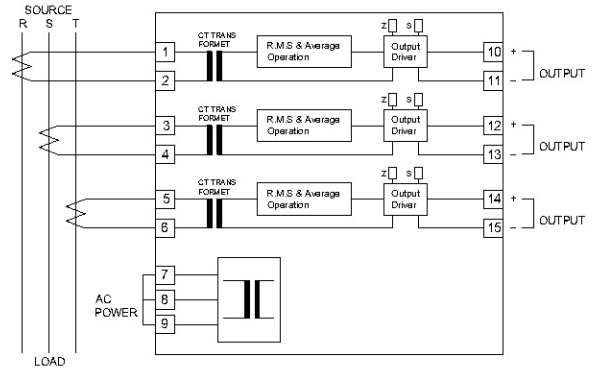 SOURCE
R S T
CT TRANS
FORMET
R.M.S & Average
Operation
Z S
Output
Driver
1
2
10 +
11 −
OUTPUT
CT TRANS
FORMET
R.M.S & Average
Operation
Z S
Output
Driver
3
4
12 +
13 −
OUTPUT
CT TRANS
FORMET
R.M.S & Average
Operation
Z S
Output
Driver
5
6
14 +
15 −
OUTPUT
AC
POWER
7
8
9
LOAD